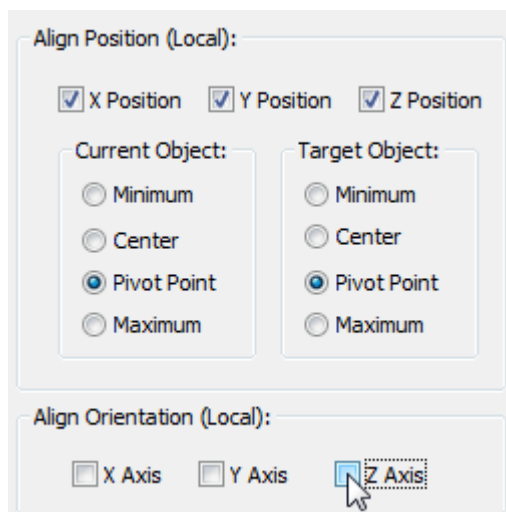 Align Position (Local):
X Position Y Position Z Position
Current Object: Target Object:
Minimum Minimum
Center Center
Pivot Point Pivot Point
Maximum Maximum
Align Orientation (Local):
X Axis Y Axis Z Axis